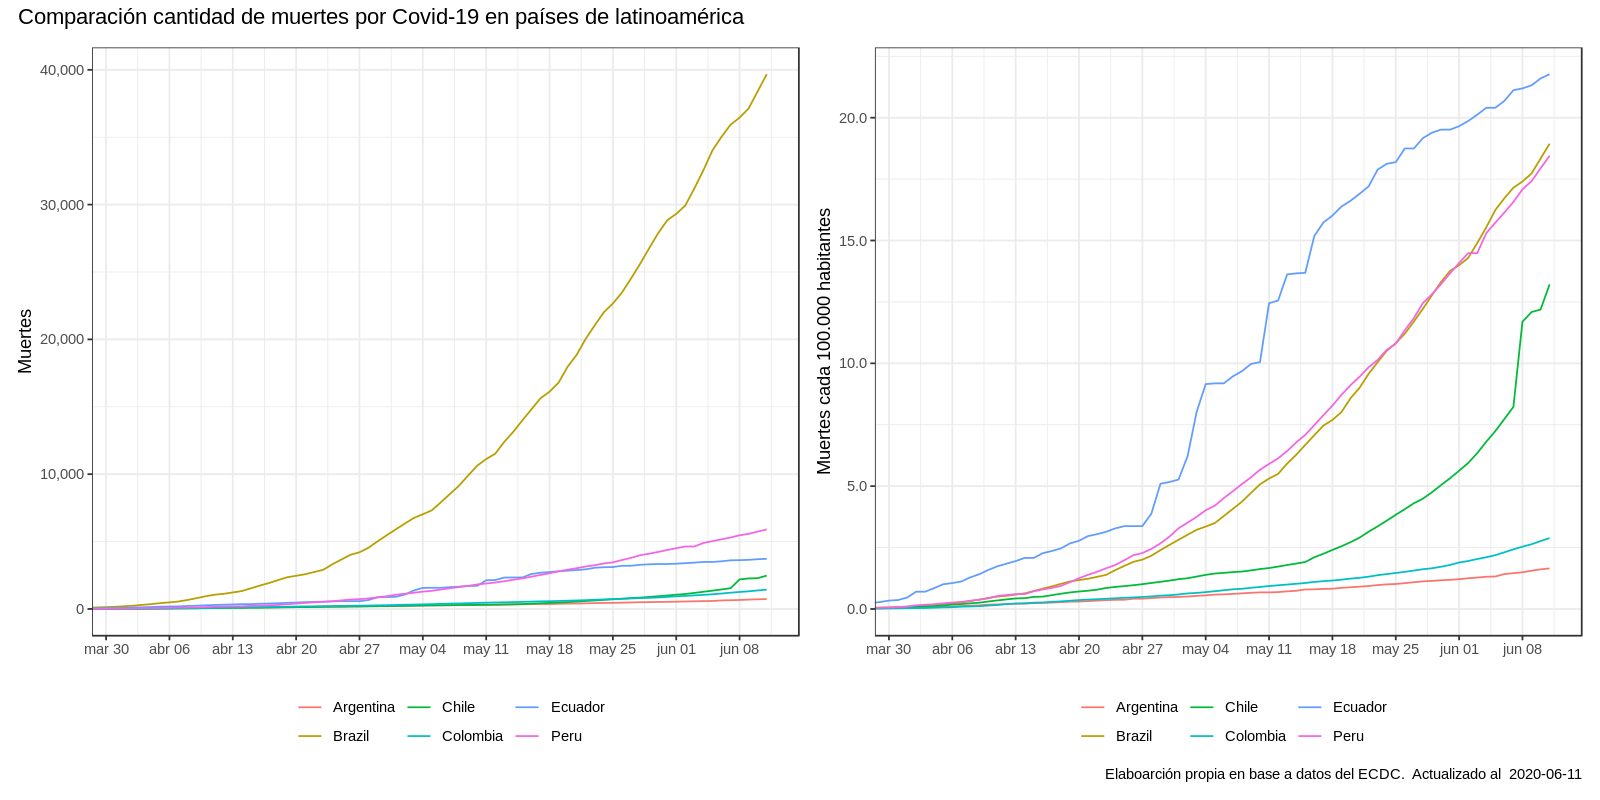 Comparación cantidad de muertes por Covid-19 en países de latinoamérica
Muertes
40,000
30,000
20,000
10,000
0
mar 30 abr 06 abr 13 abr 20 abr 27 may 04 may 11 may 18 may 25 jun 01 jun 08
Argentina Chile Ecuador
Brazil Colombia Peru
Muertes cada 100.000 habitantes
20.0
15.0
10.0
5.0
0.0
mar 30 abr 06 abr 13 abr 20 abr 27 may 04 may 11 may 18 may 25 jun 01 jun 08
Argentina Chile Ecuador
Brazil Colombia Peru
Elaboarción propia en base a datos del ECDC.  Actualizado al  2020-06-11